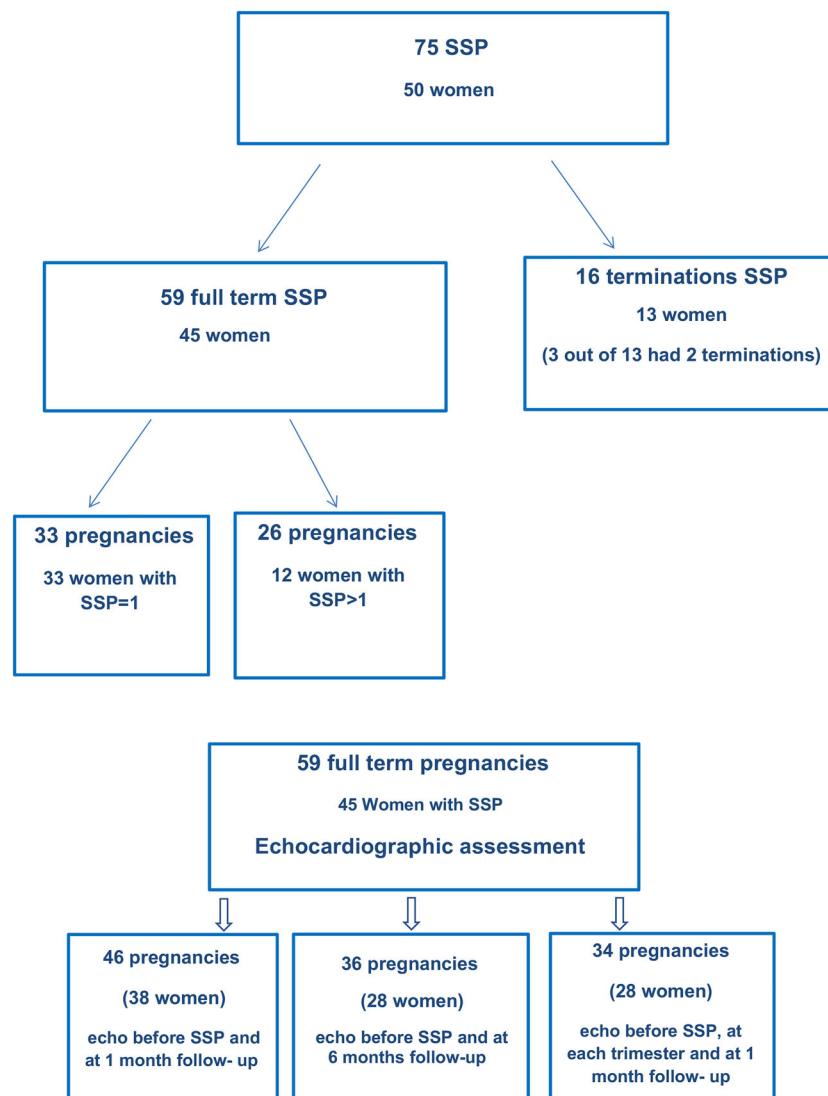 75 SSP
50 women
59 full term SSP
45 women
16 terminations SSP
13 women
(3 out of 13 had 2 terminations)
33 pregnancies
33 women with
SSP=1
26 pregnancies
12 women with
SSP>1
59 full term pregnancies
45 Women with SSP
Echocardiographic assessment
46 pregnancies
(38 women)
echo before SSP and
at 1 month follow- up
36 pregnancies
(28 women)
echo before SSP and at
6 months follow-up
34 pregnancies
(28 women)
echo before SSP, at
each trimester and at 1
month follow- up